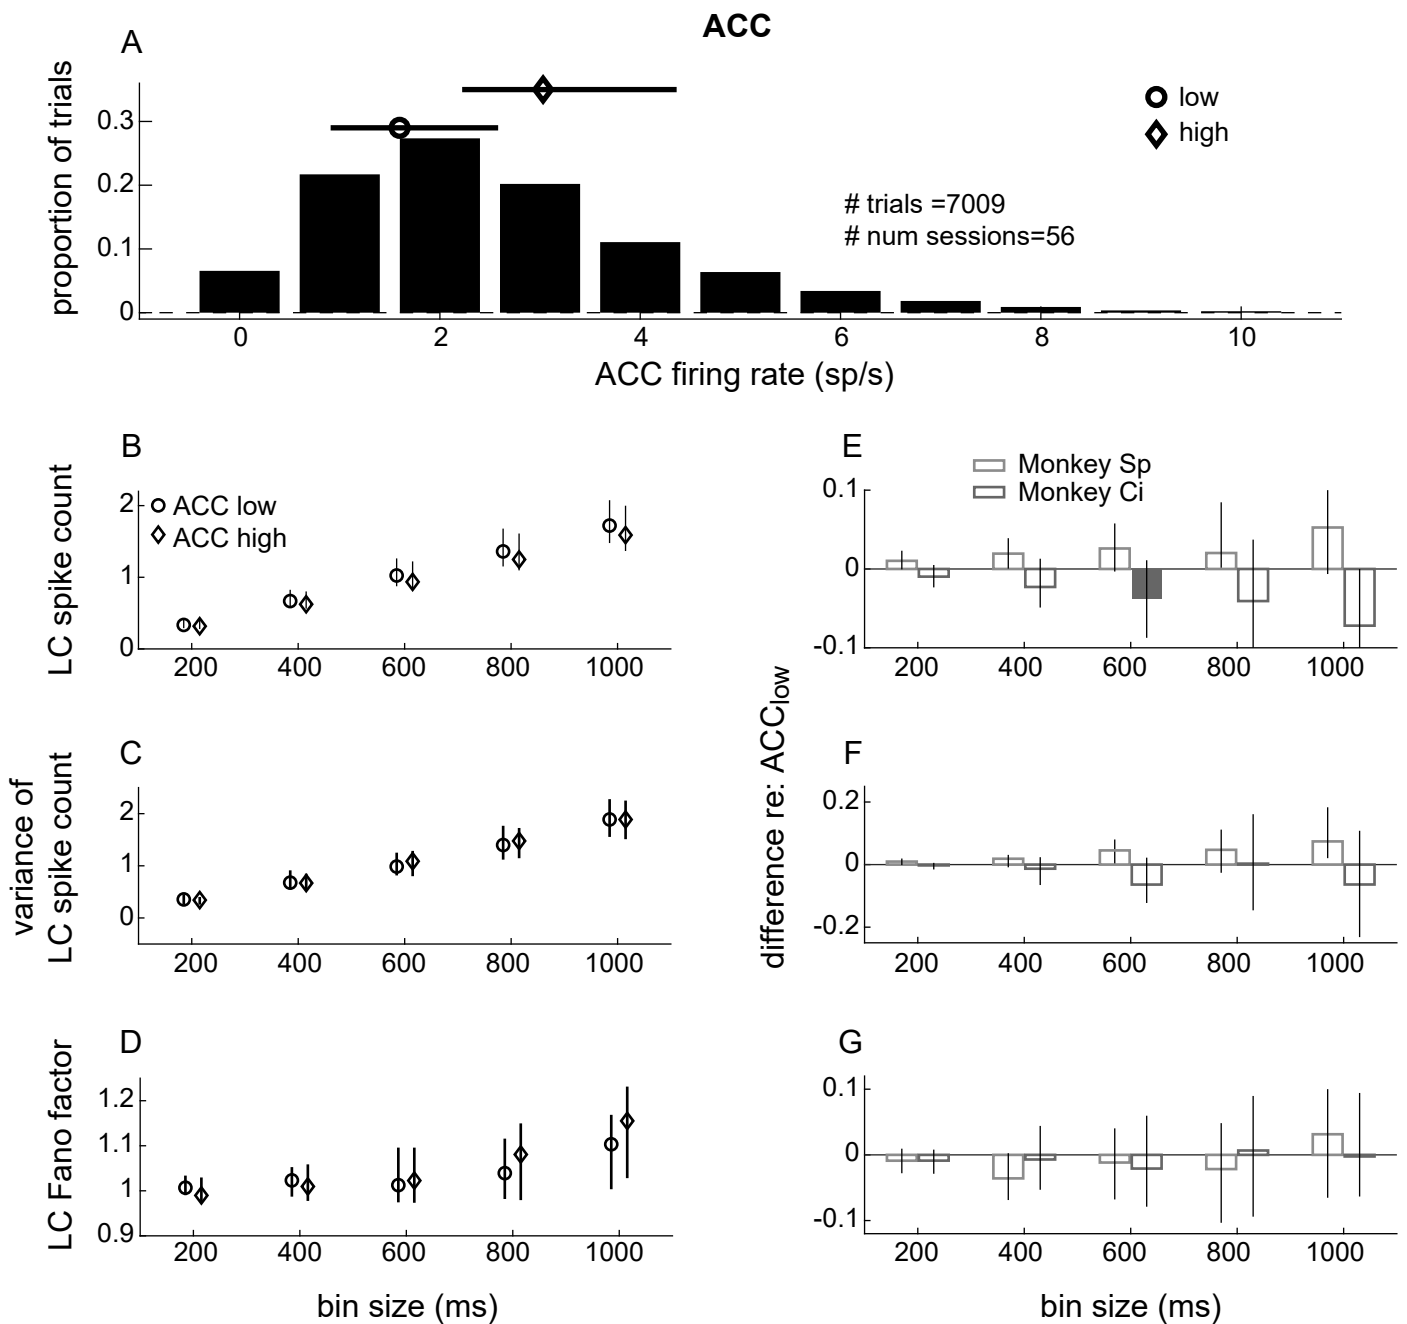 ACC
A
proportion of trials
0.3
0.2
0.1
0
low
high
# trials =7009
# num sessions=56
0 2 4 6 8 10
ACC firing rate (sp/s)
B
LC spike count
2
1
0
ACC low
ACC high
200 400 600 800 1000
C
variance of
LC spike count
2
1
0
200 400 600 800 1000
D
LC Fano factor
1.2
1.1
1
0.9
200 400 600 800 1000
bin size (ms)
difference re: ACClow
E
Monkey Sp
Monkey Ci
0.1
0
-0.1
200 400 600 800 1000
F
0.2
0
-0.2
200 400 600 800 1000
G
0.1
0
-0.1
200 400 600 800 1000
bin size (ms)